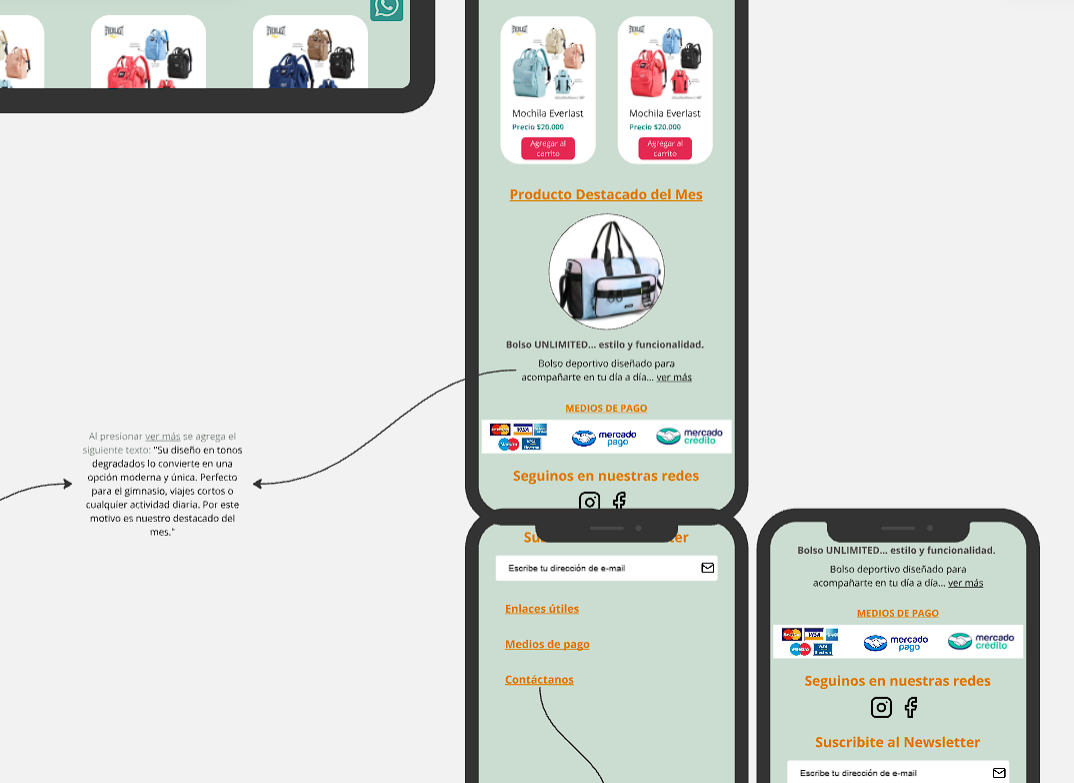 EVERLAST
EVERLAST
EVERLAST
EVERLAST
Mochila Everlast
Precio $20.000
Agregar al
carrito
Mochila Everlast
Precio $20.000
Agregar al
carrito
Producto Destacado del Mes
Bolso UNLIMITED... estilo y funcionalidad.
Bolso deportivo diseñado para
acompañarte en tu día a día... ver más
MEDIOS DE PAGO
VISA
mercado
pago
mercado
crédito
Seguinos en nuestras redes
Al presionar ver más se agrega el
siguiente texto: "Su diseño en tonos
degradados lo convierte en una
opción moderna y única. Perfecto
para el gimnasio, viajes cortos o
cualquier actividad diaria. Por este
motivo es nuestro destacado del
mes."
Escribe tu dirección de e-mail
Enlaces útiles
Medios de pago
Contáctanos
Bolso UNLIMITED... estilo y funcionalidad.
Bolso deportivo diseñado para
acompañarte en tu día a día... ver más
MEDIOS DE PAGO
VISA
mercado
pago
mercado
crédito
Seguinos en nuestras redes
Suscribite al Newsletter
Escribe tu dirección de e-mail